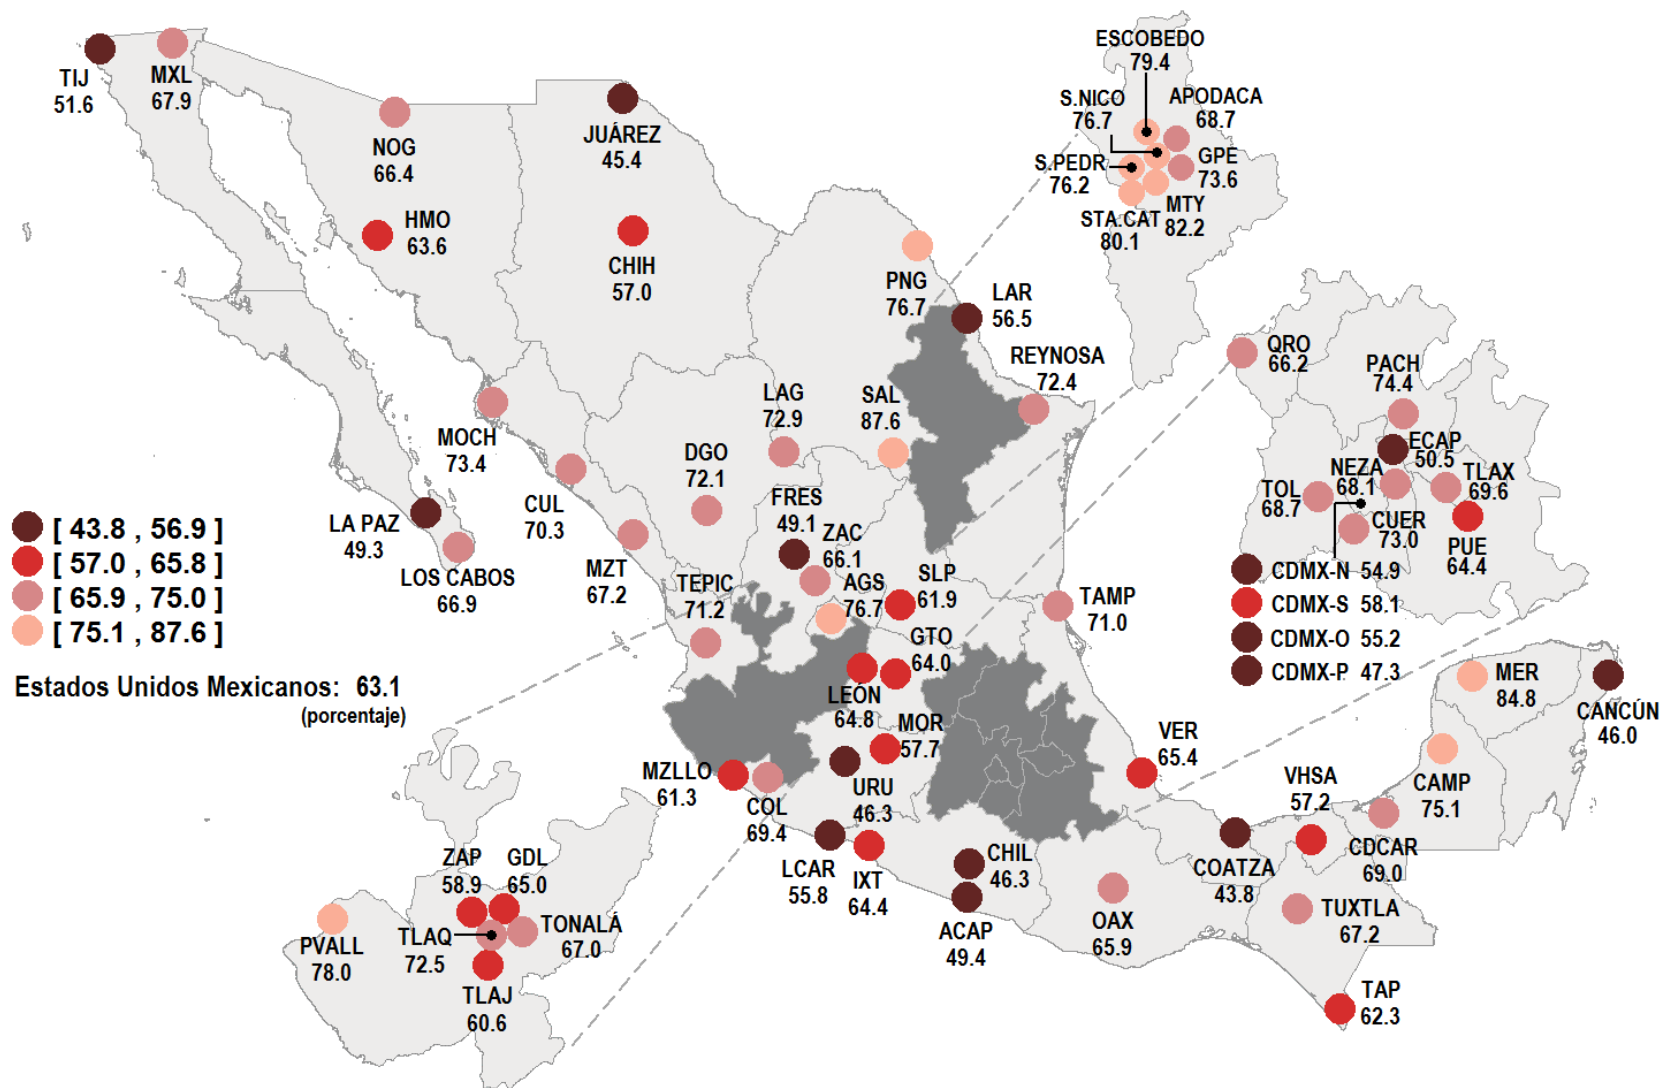 TIJ
51.6
MXL
67.9
NOG
66.4
HMO
63.6
JUÁREZ
45.4
CHIH
57.0
PNG
76.7
LAR
56.5
REYNOSA
72.4
ESCOBEDO
79.4
S.NICO
76.7
APODACA
68.7
S.PEDR
76.2
GPE
73.6
MTY
82.2
STA.CAT
80.1
MOCH
73.4
CUL
70.3
LA PAZ
49.3
LOS CABOS
66.9
MZT
67.2
DGO
72.1
LAG
72.9
SAL
87.6
FRES
49.1
ZAC
66.1
TEPIC
71.2
AGS
76.7
SLP
61.9
GTO
64.0
LEÓN
64.8
MOR
57.7
TAMP
71.0
QRO
66.2
PACH
74.4
ECAP
50.5
NEZA
68.1
TLAX
69.6
TOL
68.7
CUER
73.0
PUE
64.4
CDMX-N 54.9
CDMX-S 58.1
CDMX-O 55.2
CDMX-P 47.3
[ 43.8 , 56.9 ]
[ 57.0 , 65.8 ]
[ 65.9 , 75.0 ]
[ 75.1 , 87.6 ]
Estados Unidos Mexicanos: 63.1
(porcentaje)
MZLLO
61.3
COL
69.4
URU
46.3
LCAR
55.8
IXT
64.4
CHIL
46.3
ACAP
49.4
OAX
65.9
VER
65.4
COATZA
43.8
VHSA
57.2
CDCAR
69.0
CAMP
75.1
MER
84.8
CANCÚN
46.0
TUXTLA
67.2
TAP
62.3
ZAP
58.9
GDL
65.0
TONALÁ
67.0
TLAQ
72.5
PVALL
78.0
TLAJ
60.6